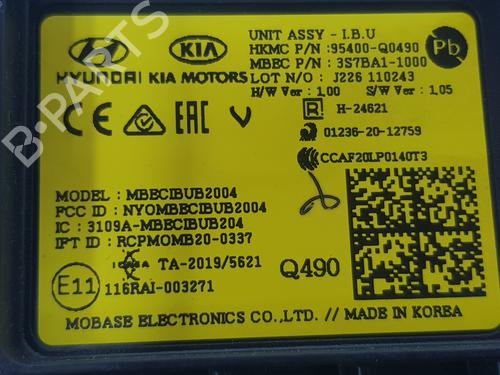 HYUNDAI KIA MOTORS
KIA
UNIT ASSY - I.B.U
HKMC P/N : 95400-Q0490
MBEC P/N : 3S7BA1-1000
LOT N/O : J226 110243
H/W Ver : 1.00 S/W Ver : 1.05
Pb
CE EAC V
R H-24621
01236-20-12759
CCAF20LP0140T3
MODEL : MBECIBUB2004
FCC ID : NYOMBECIBUB2004
IC : 3109A-MBECIBUB204
IFT ID : RCPMOMB20-0337
TA-2019/5621
E11
116RAI-003271
Q490
MOBASE ELECTRONICS CO.,LTD. // MADE IN KOREA
B-PARTS